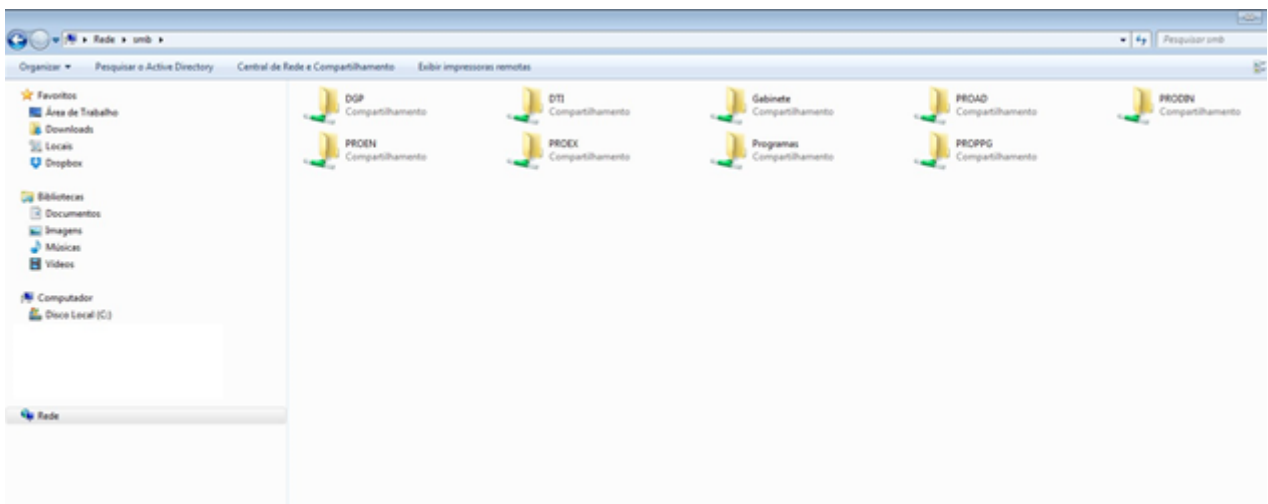 Rede smb
Pesquisar smb
Organizar Pesquisar o Active Directory Central de Rede e Compartilhamento Exibir impressoras remotas
Favoritos
Área de Trabalho
Downloads
Locais
Dropbox
Bibliotecas
Documentos
Imagens
Músicas
Vídeos
Computador
Disco Local (C:)
Rede
DGP
Compartilhamento
DTI
Compartilhamento
Gabinete
Compartilhamento
PROAD
Compartilhamento
PRODIN
Compartilhamento
PROEN
Compartilhamento
PROEX
Compartilhamento
Programas
Compartilhamento
PROPPG
Compartilhamento